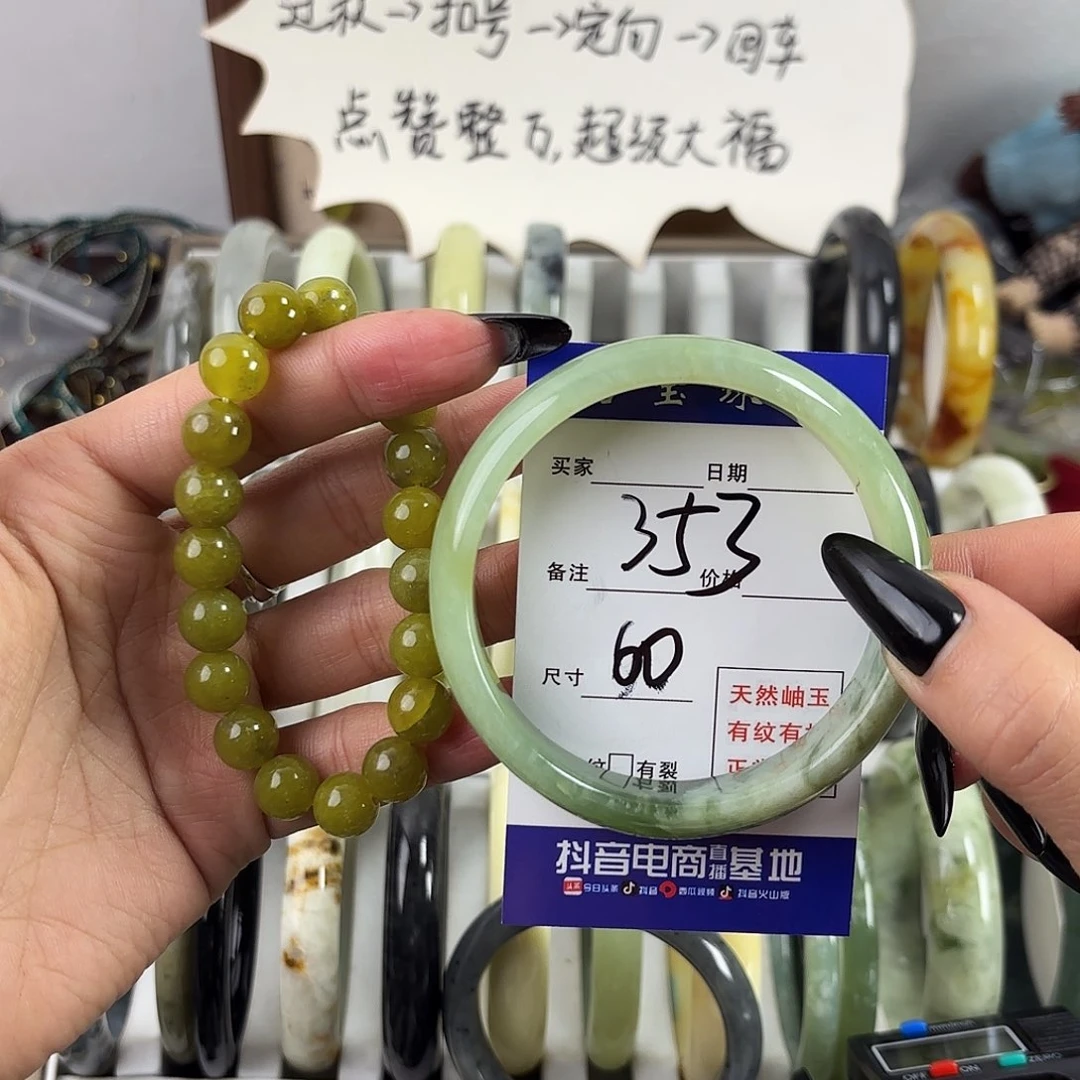 扣号→定向→回车
点赞整万,超级大福
买家 日期
353
备注 价格
尺寸 60
天然岫玉
有纹有
正常
纹□有裂
抖音电商直播基地
今日头条 抖音 西瓜视频 抖音火山版